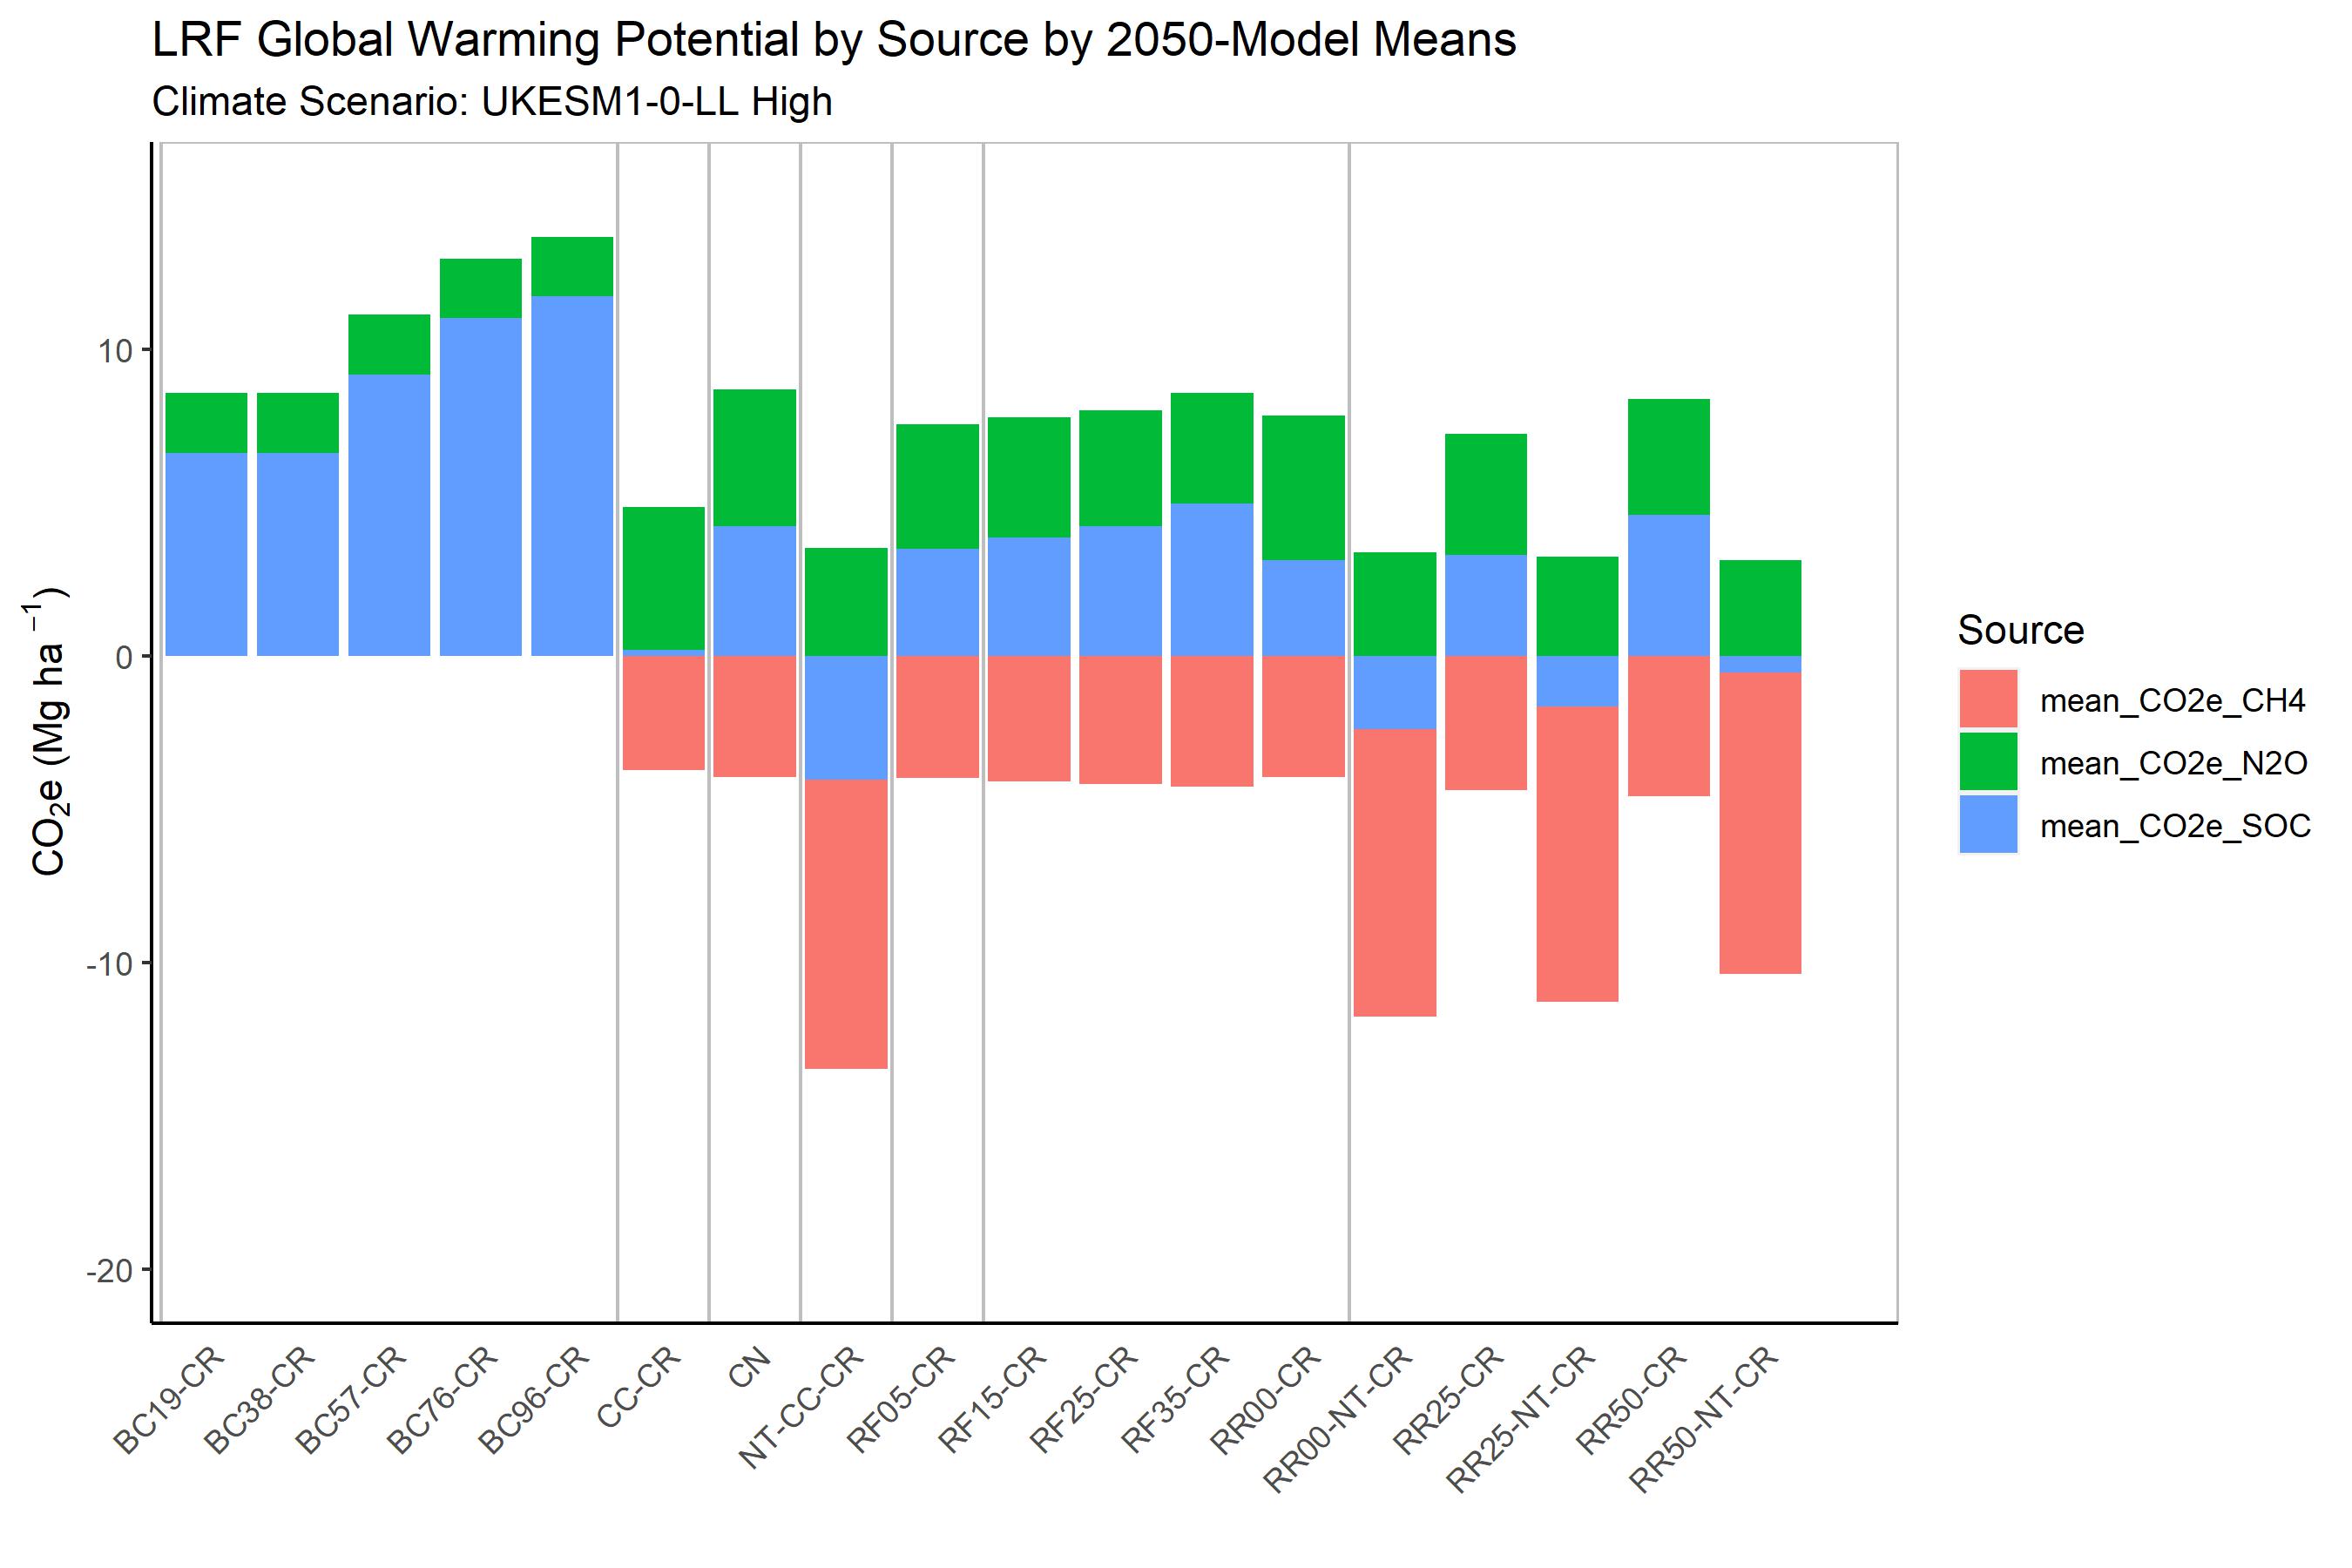 LRF Global Warming Potential by Source by 2050-Model Means
Climate Scenario: UKESM1-0-LL High
CO₂e (Mg ha ⁻¹)
10
0
-10
-20
BC19-CR
BC38-CR
BC57-CR
BC76-CR
BC96-CR
CC-CR
CN
NT-CC-CR
RF05-CR
RF15-CR
RF25-CR
RF35-CR
RR00-CR
RR00-NT-CR
RR25-CR
RR25-NT-CR
RR50-CR
RR50-NT-CR
Source
mean_CO2e_CH4
mean_CO2e_N2O
mean_CO2e_SOC